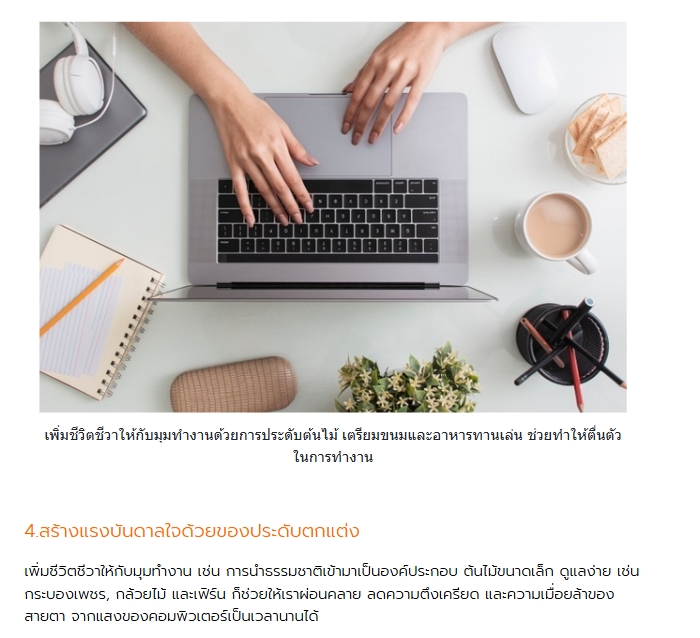 เพิ่มชีวิตชีวาให้กับมุมทำงานด้วยการประดับต้นไม้ เตรียมขนมและอาหารทานเล่น ช่วยทำให้ตื่นตัว
ในการทำงาน
4.สร้างแรงบันดาลใจด้วยของประดับตกแต่ง
เพิ่มชีวิตชีวาให้กับมุมทำงาน เช่น การนำธรรมชาติเข้ามาเป็นองค์ประกอบ ต้นไม้ขนาดเล็ก ดูแลง่าย เช่น
กระบองเพชร, กล้วยไม้ และเฟิร์น ก็ช่วยให้เราผ่อนคลาย ลดความตึงเครียด และความเมื่อยล้าของ
สายตา จากแสงของคอมพิวเตอร์เป็นเวลานานได้